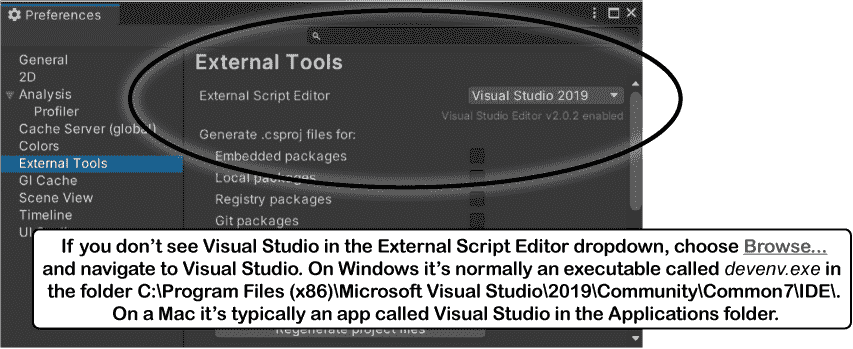 Preferences
External Tools
General
2D
Analysis
Profiler
Cache Server (global)
Colors
External Tools
GI Cache
Scene View
Timeline
External Script Editor
Visual Studio 2019
Visual Studio Editor v2.0.2 enabled
Generate .csproj files for:
Embedded packages
Local packages
Registry packages
Git packages
If you don’t see Visual Studio in the External Script Editor dropdown, choose Browse...
and navigate to Visual Studio. On Windows it’s normally an executable called devenv.exe in
the folder C:\Program Files (x86)\Microsoft Visual Studio\2019\Community\Common7\IDE\.
On a Mac it’s typically an app called Visual Studio in the Applications folder.
Regenerate project files